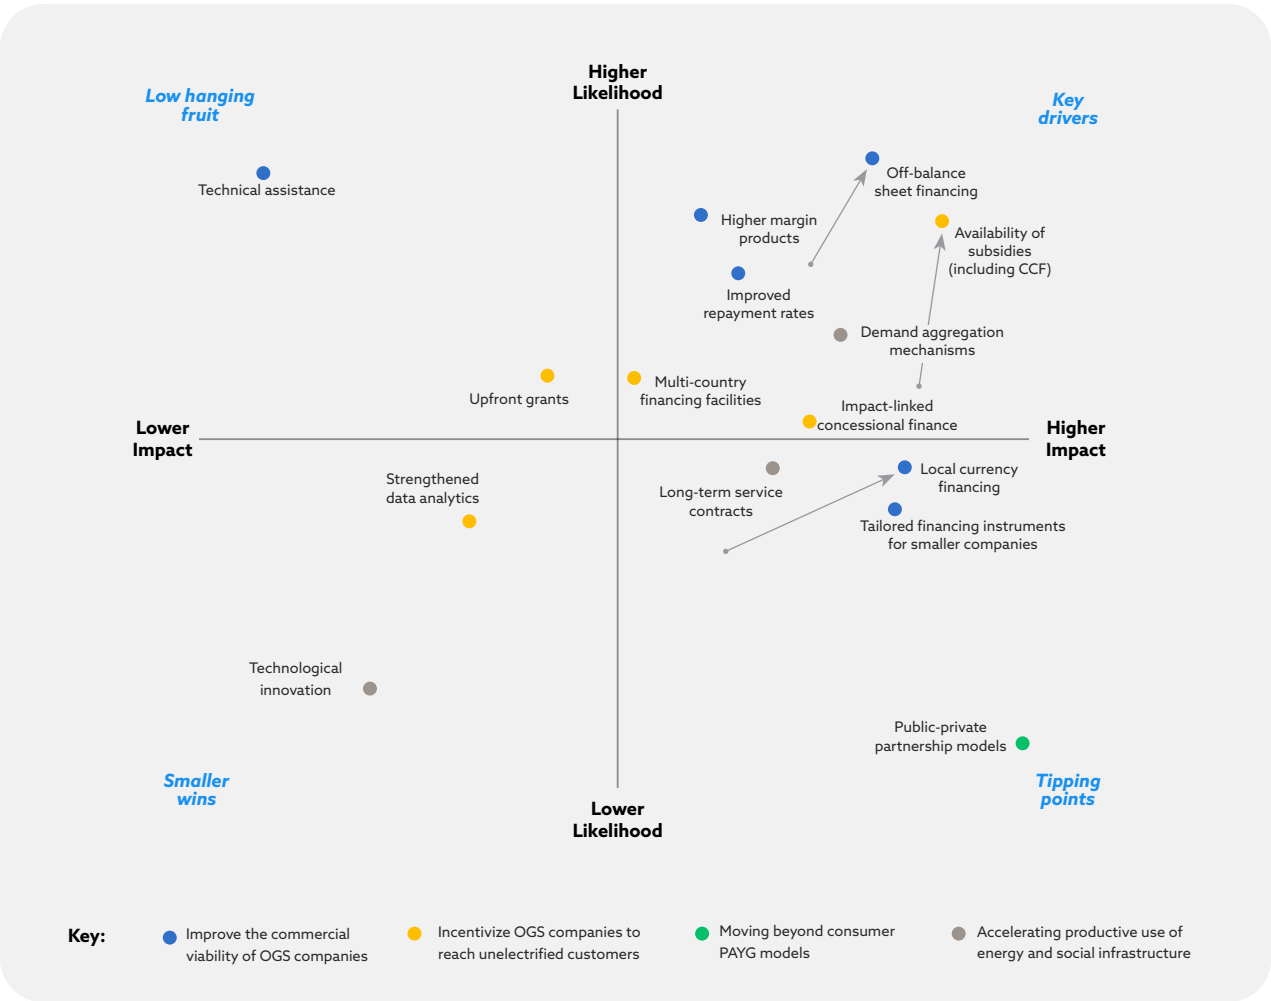 Higher
Likelihood
Low hanging
fruit
Key
drivers
Technical assistance
Off-balance
sheet financing
Higher margin
products
Availability of
subsidies
(including CCF)
Improved
repayment rates
Demand aggregation
mechanisms
Upfront grants
Multi-country
financing facilities
Impact-linked
concessional finance
Lower
Impact
Higher
Impact
Strengthened
data analytics
Long-term service
contracts
Local currency
financing
Tailored financing instruments
for smaller companies
Technological
innovation
Public-private
partnership models
Smaller
wins
Tipping
points
Lower
Likelihood
Key:
Improve the commercial
viability of OGS companies
Incentivize OGS companies to
reach unelectrified customers
Moving beyond consumer
PAYG models
Accelerating productive use of
energy and social infrastructure